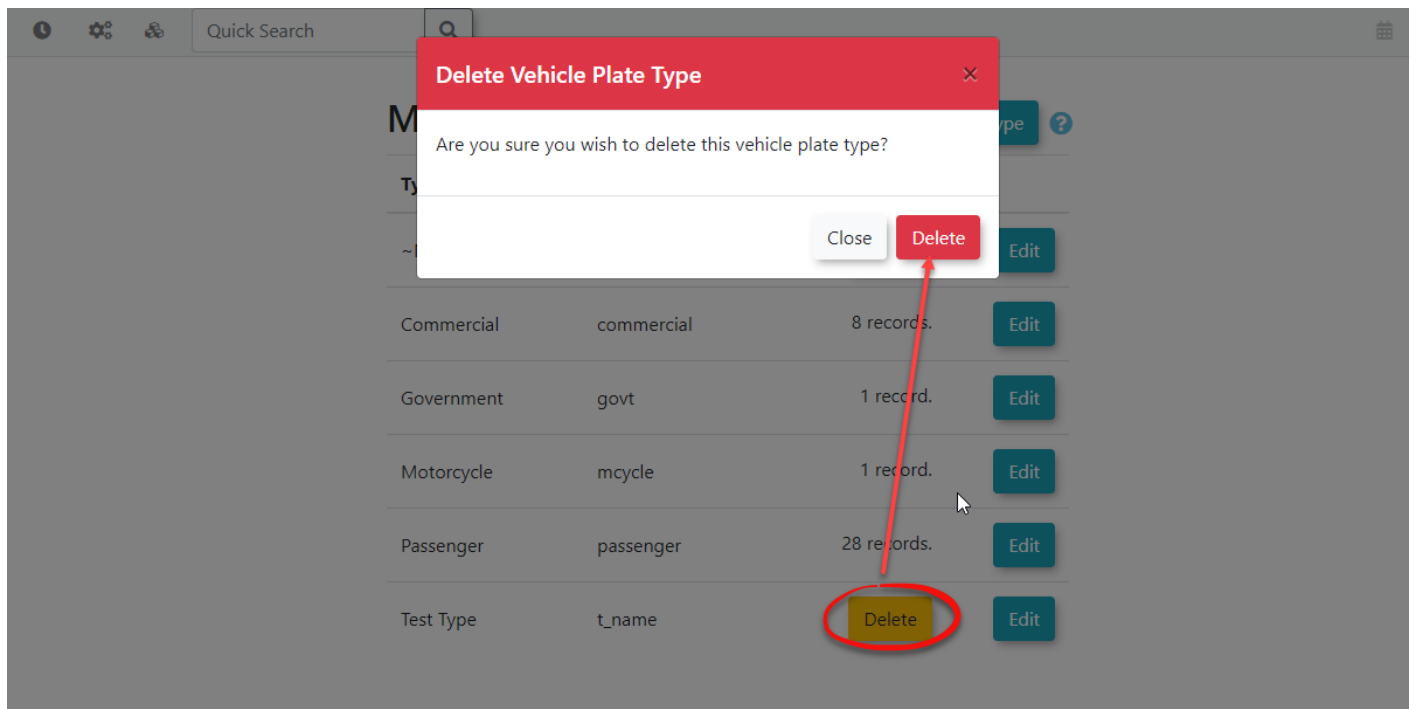 Quick Search
Delete Vehicle Plate Type ×
Are you sure you wish to delete this vehicle plate type?
Close Delete
Edit
Commercial commercial 8 records. Edit
Government govt 1 record. Edit
Motorcycle mcycle 1 record. Edit
Passenger passenger 28 records. Edit
Test Type t_name Delete Edit